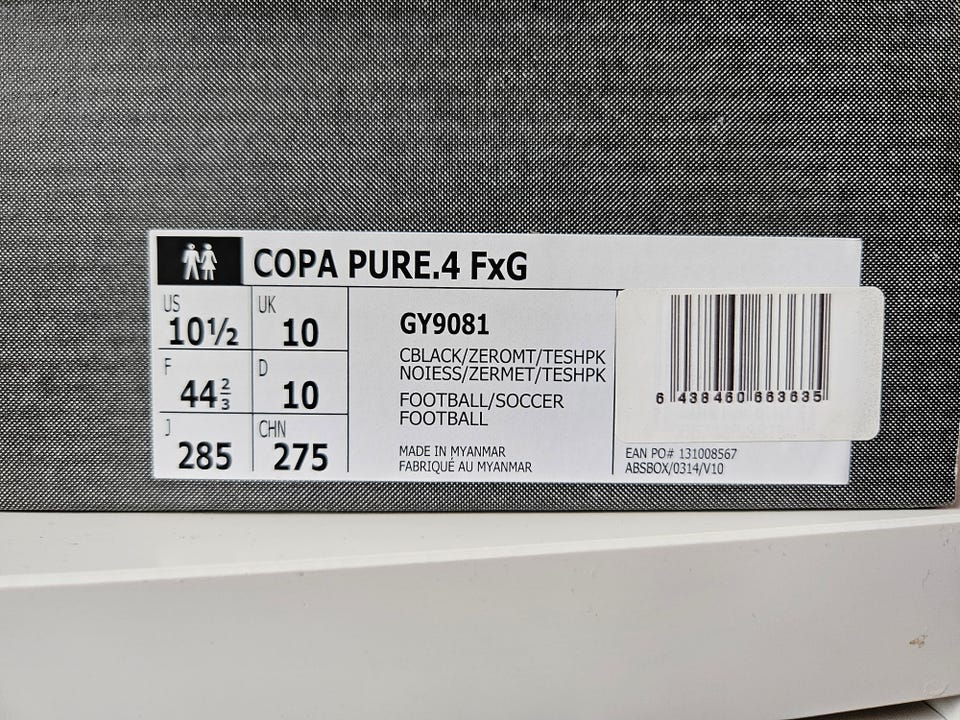 COPA PURE.4 FxG
US 10½ UK 10
F 44⅔ D 10
J 285 CHN 275
GY9081
CBLACK/ZEROMT/TESHPK
NOIESS/ZERMET/TESHPK
FOOTBALL/SOCCER
FOOTBALL
MADE IN MYANMAR
FABRIQUÉ AU MYANMAR
6 438460 663635
EAN PO# 131008567
ABSBOX/0314/V10